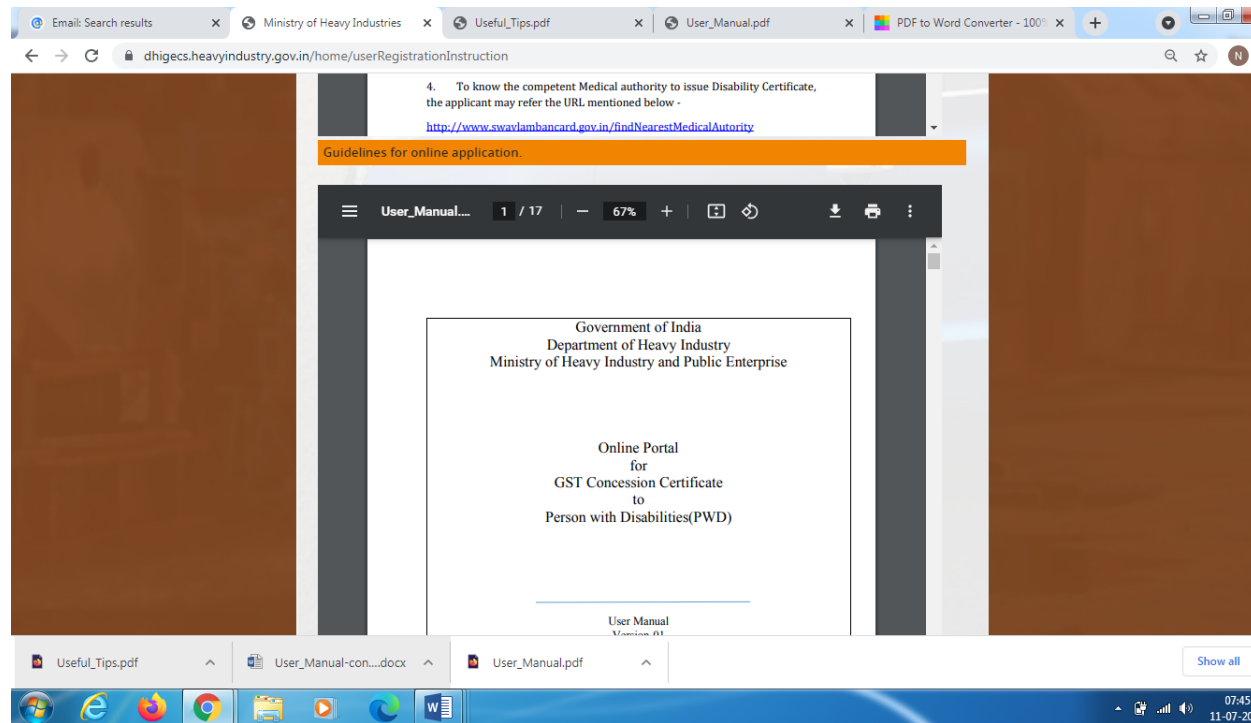 Email: Search results
Ministry of Heavy Industries
Useful_Tips.pdf
User_Manual.pdf
PDF to Word Converter - 100%
dhigecs.heavyindustry.gov.in/home/userRegistrationInstruction
N
4. To know the competent Medical authority to issue Disability Certificate,
the applicant may refer the URL mentioned below -
http://www.swavlambancard.gov.in/findNearestMedicalAutority
Guidelines for online application.
User_Manual.... 1 / 17 67%
Government of India
Department of Heavy Industry
Ministry of Heavy Industry and Public Enterprise
Online Portal
for
GST Concession Certificate
to
Person with Disabilities(PWD)
User Manual
Version 01
Useful_Tips.pdf
User_Manual-con....docx
User_Manual.pdf
Show all
07:45
11-07-20